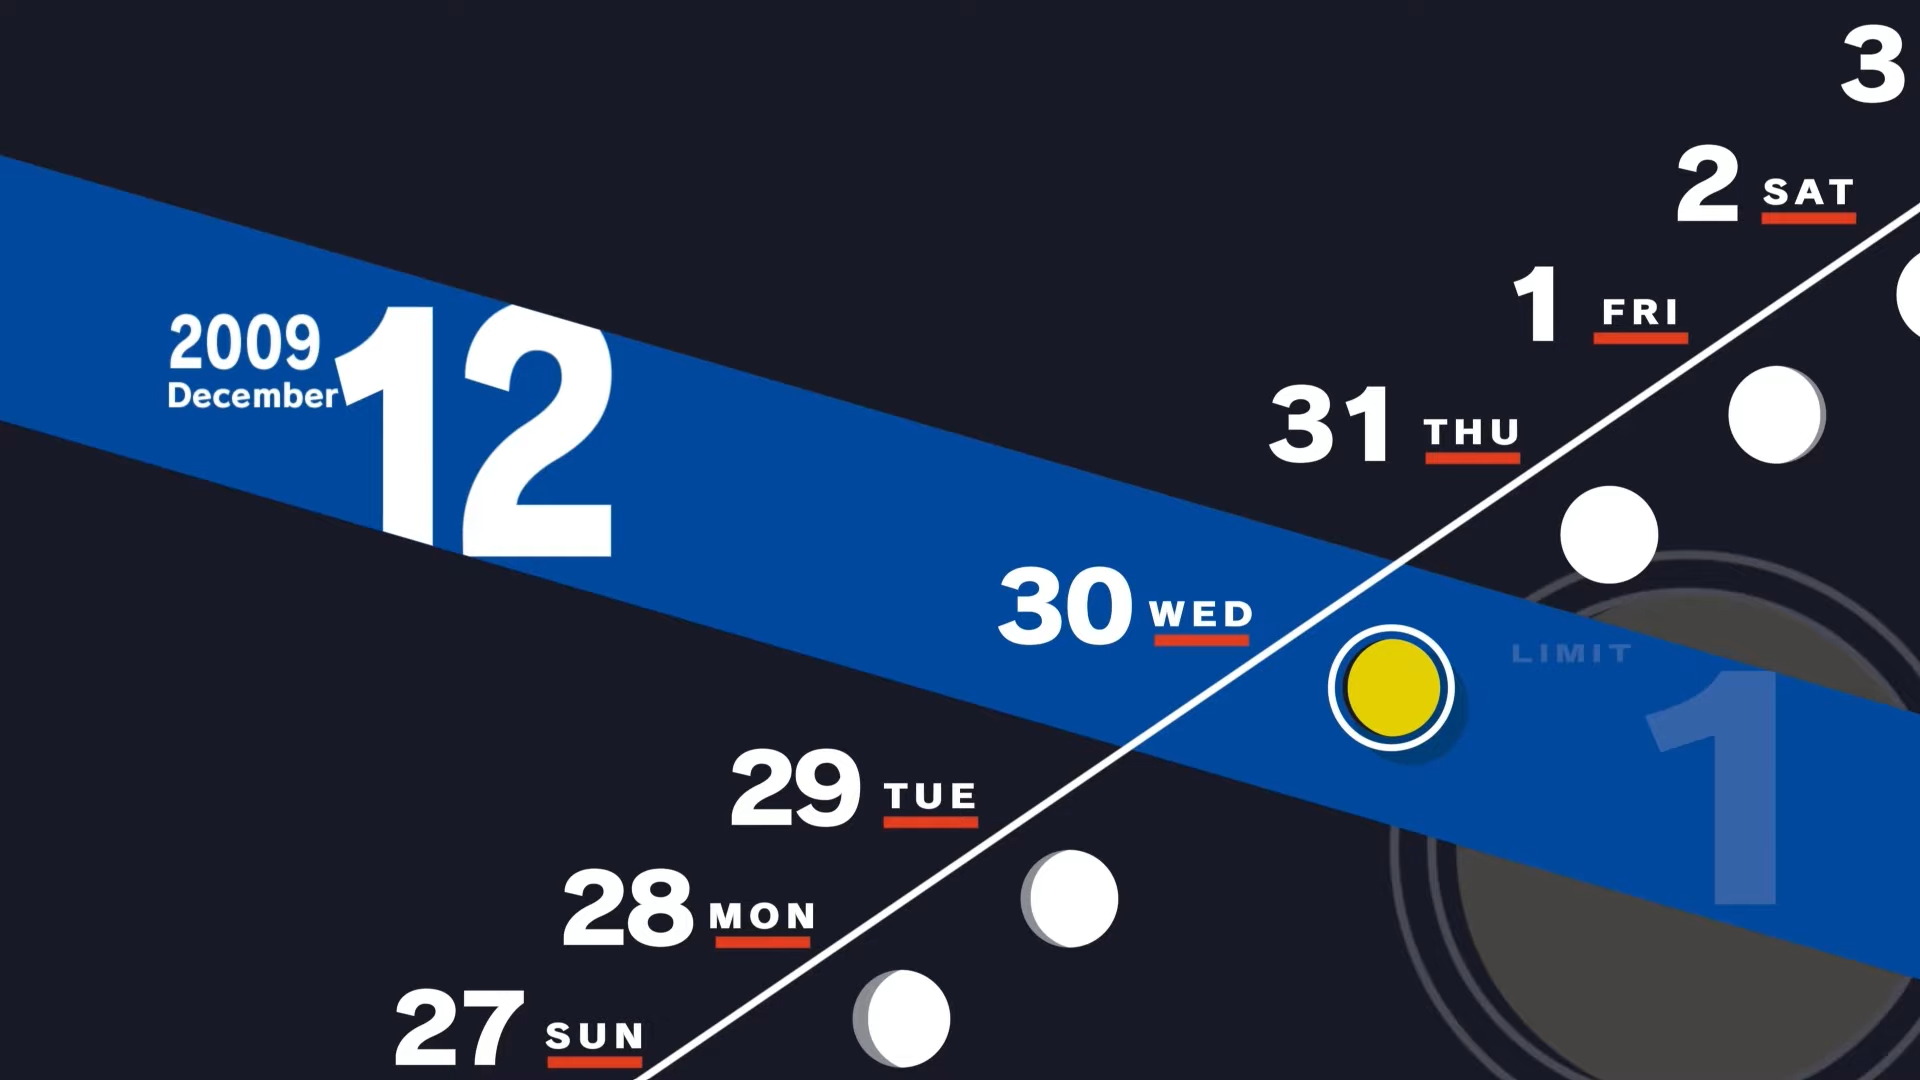 3
2 SAT
1 FRI
2009
December
12
31 THU
30 WED
LIMIT
1
29 TUE
28 MON
27 SUN